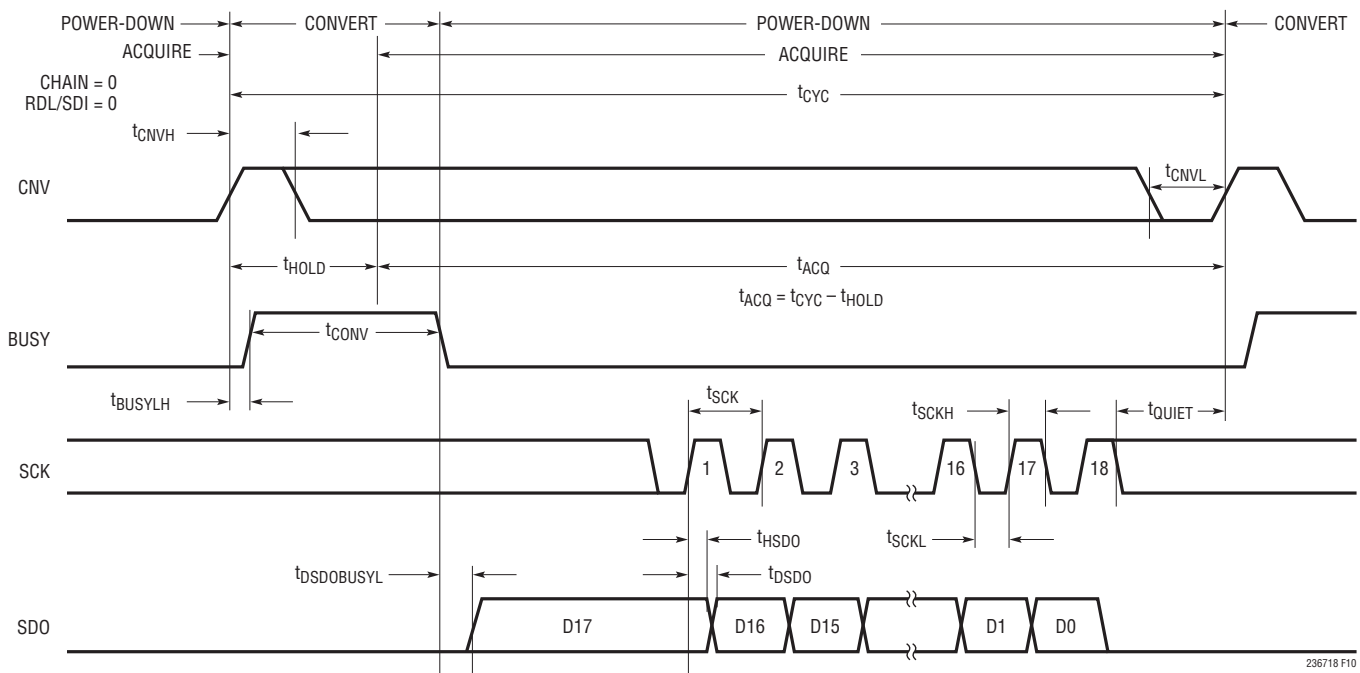 POWER-DOWN CONVERT POWER-DOWN CONVERT
ACQUIRE ACQUIRE
CHAIN = 0
RDL/SDI = 0
tCYC
tCNVH
CNV
tCNVL
tHOLD tACQ
tACQ = tCYC – tHOLD
BUSY
tCONV
tBUSYLH
tSCK
tSCKH
tQUIET
SCK
1 2 3 16 17 18
tHSDO
tSCKL
tDSDOBUSYL
tDSDO
SDO
D17 D16 D15 D1 D0
236718 F10